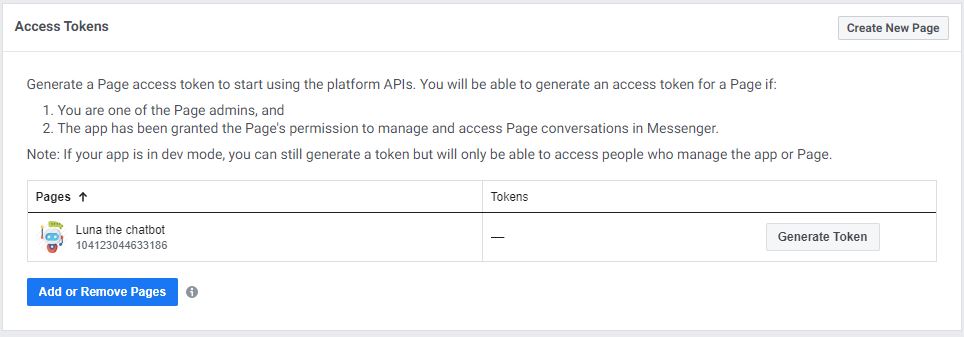 Access Tokens
Create New Page
Generate a Page access token to start using the platform APIs. You will be able to generate an access token for a Page if:
1. You are one of the Page admins, and
2. The app has been granted the Page's permission to manage and access Page conversations in Messenger.
Note: If your app is in dev mode, you can still generate a token but will only be able to access people who manage the app or Page.
Pages ↑ Tokens
Luna the chatbot
104123044633186
— Generate Token
Add or Remove Pages